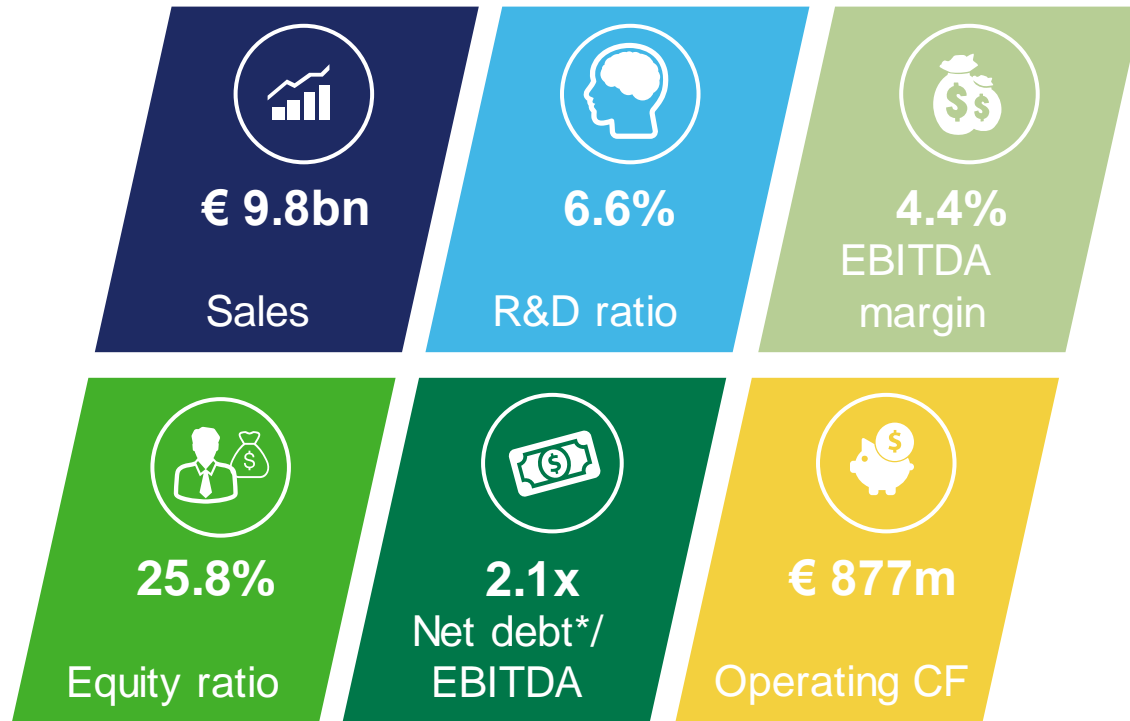 € 9.8bn
Sales
6.6%
R&D ratio
4.4%
EBITDA
margin
25.8%
Equity ratio
2.1x
Net debt*/
EBITDA
€ 877m
Operating CF